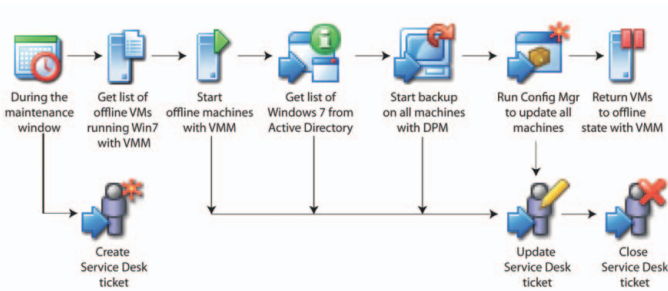 During the
maintenance
window
Get list of
offline VMs
running Win7
with VMM
Start
offline machines
with VMM
Get list of
Windows 7 from
Active Directory
Start backup
on all machines
with DPM
Run Config Mgr
to update all
machines
Return VMs
to offline
state with VMM
Create
Service Desk
ticket
Update
Service Desk
ticket
Close
Service Desk
ticket